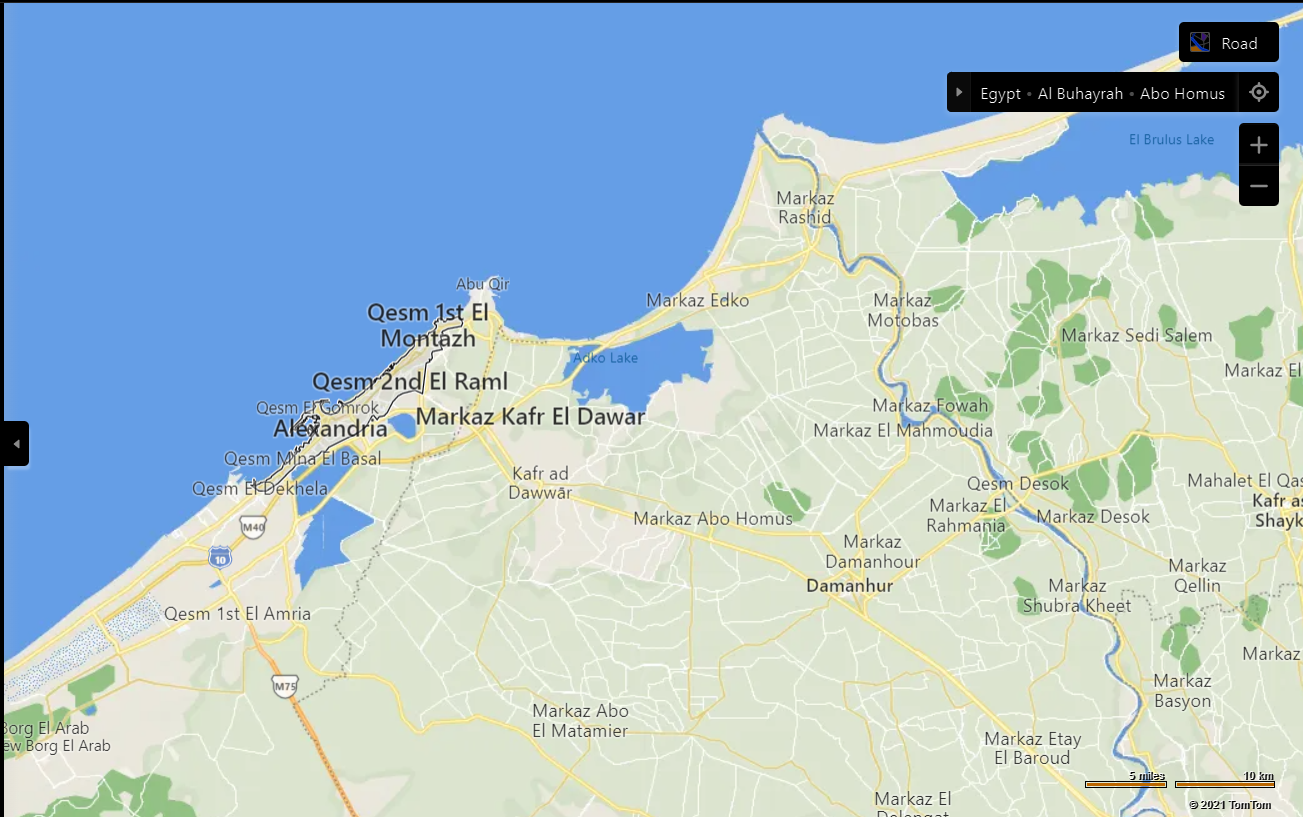 Road
Egypt • Al Buhayrah • Abo Homus
El Brulus Lake
Markaz
Rashid
Abu Qir
Markaz Edko
Markaz
Motobas
Qesm 1st El
Montazh
Markaz Sedi Salem
Adko Lake
Markaz El
Qesm 2nd El Raml
Qesm El Gomrok
Markaz Fowah
Alexandria
Markaz Kafr El Dawar
Markaz El Mahmoudia
Qesm Mina El Basal
Kafr ad
Dawwār
Qesm El Dekhela
Qesm Desok
Mahalet El Qas
Kafr as
Shayk
Markaz El
Rahmania
Markaz Abo Homus
Markaz Desok
M40
10
Markaz
Damanhour
Damanhur
Markaz
Qellin
Markaz
Shubra Kheet
Qesm 1st El Amria
Markaz
M75
Markaz
Basyon
Markaz Abo
El Matamier
Borg El Arab
ew Borg El Arab
Markaz Etay
El Baroud
5 miles
10 km
Markaz El
Delengat
© 2021 TomTom